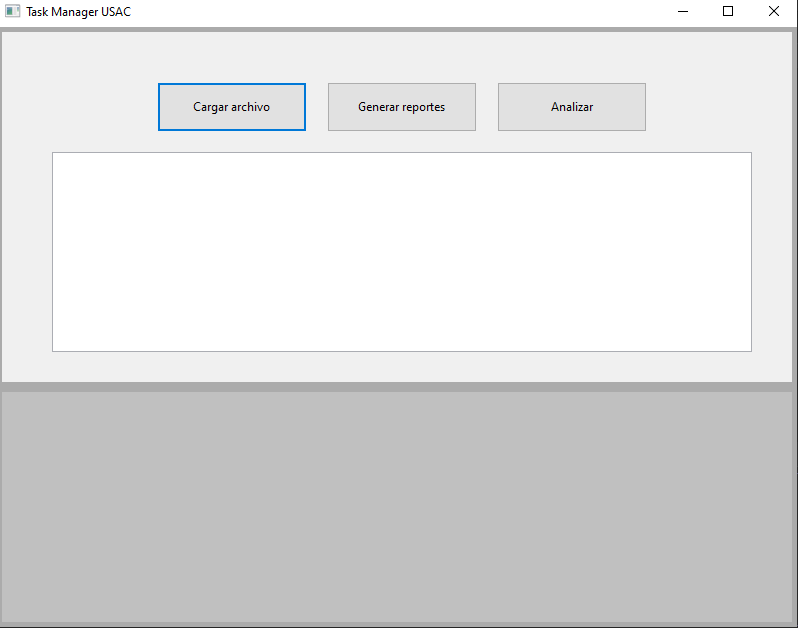 Task Manager USAC
Cargar archivo
Generar reportes
Analizar